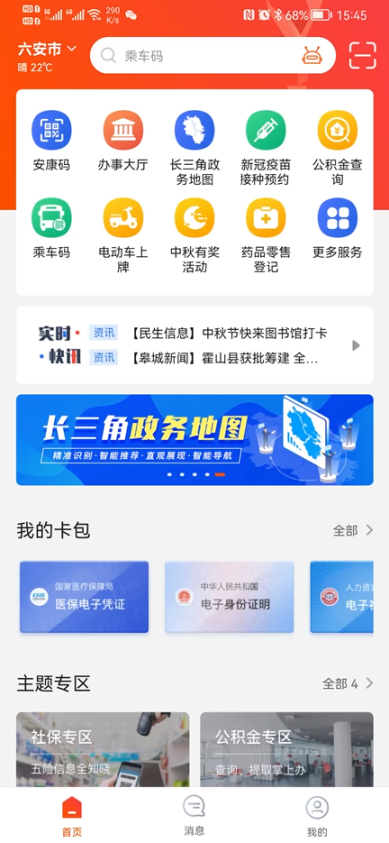 HD 1
HD 2
5G
4G
290
K/s
68%
15:45
六安市
晴 22℃
乘车码
安康码
办事大厅
长三角政
务地图
新冠疫苗
接种预约
公积金查
询
乘车码
电动车上
牌
中秋有奖
活动
药品零售
登记
更多服务
实时
快讯
资讯 【民生信息】中秋节快来图书馆打卡
资讯 【皋城新闻】霍山县获批筹建 全...
长三角政务地图
精准识别·智能推荐·直观展现·智能导航
我的卡包
全部
国家医疗保障局
医保电子凭证
中华人民共和国
电子身份证明
人力资
电子社
主题专区
全部 4
社保专区
五险信息全知晓
公积金专区
查询、提取掌上办
首页
消息
我的